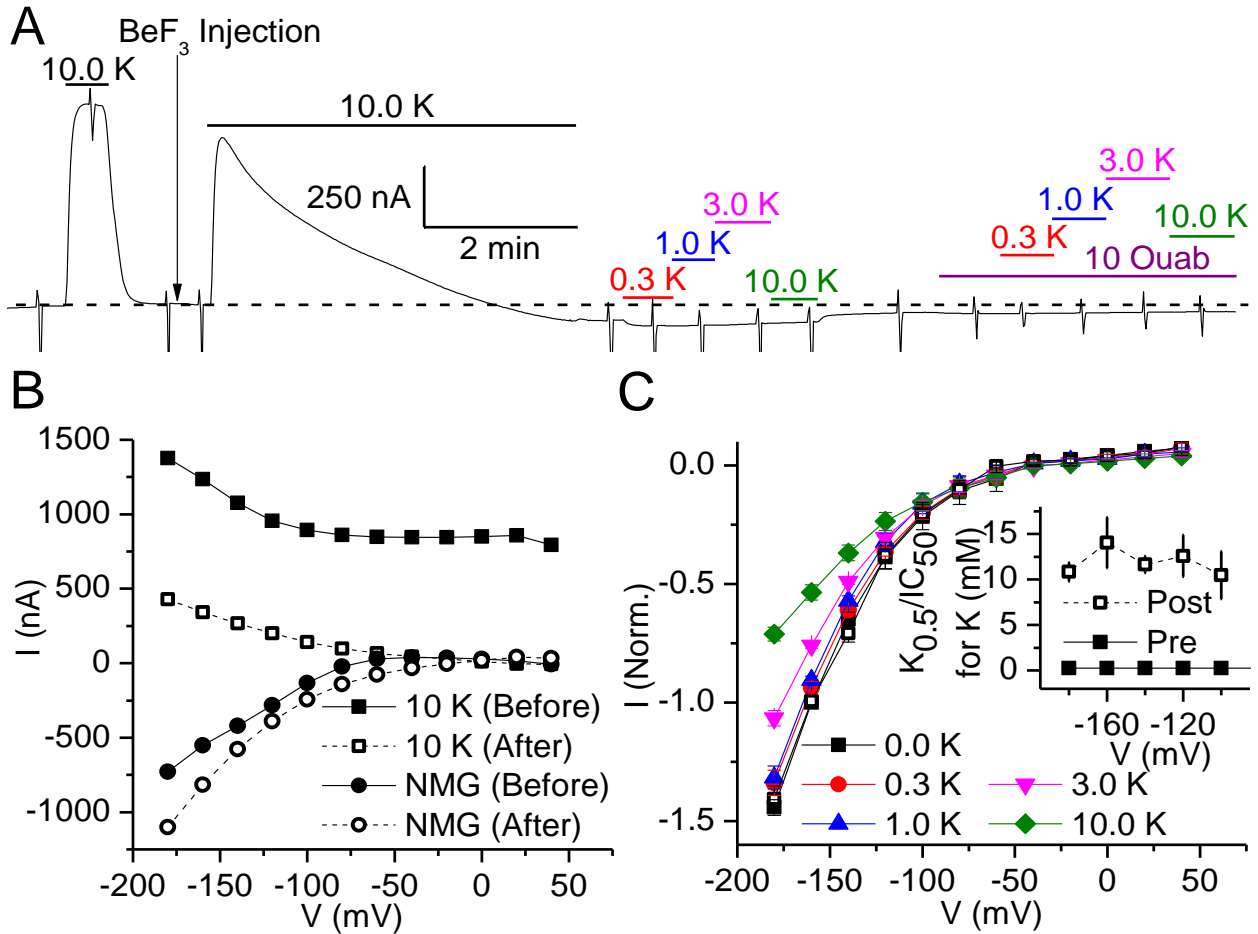 A
BeF3 Injection
10.0 K
10.0 K
250 nA
2 min
3.0 K
1.0 K
0.3 K
10.0 K
3.0 K
1.0 K
10.0 K
0.3 K
10 Ouab
B
1500
1000
500
0
-500
-1000
I (nA)
10 K (Before)
10 K (After)
NMG (Before)
NMG (After)
-200 -150 -100 -50 0 50
V (mV)
C
0.0
-0.5
-1.0
-1.5
I (Norm.)
K0.5/IC50
for K (mM)
15
10
5
0
Post
Pre
-160 -120
V (mV)
0.0 K
0.3 K
1.0 K
3.0 K
10.0 K
-200 -150 -100 -50 0 50
V (mV)